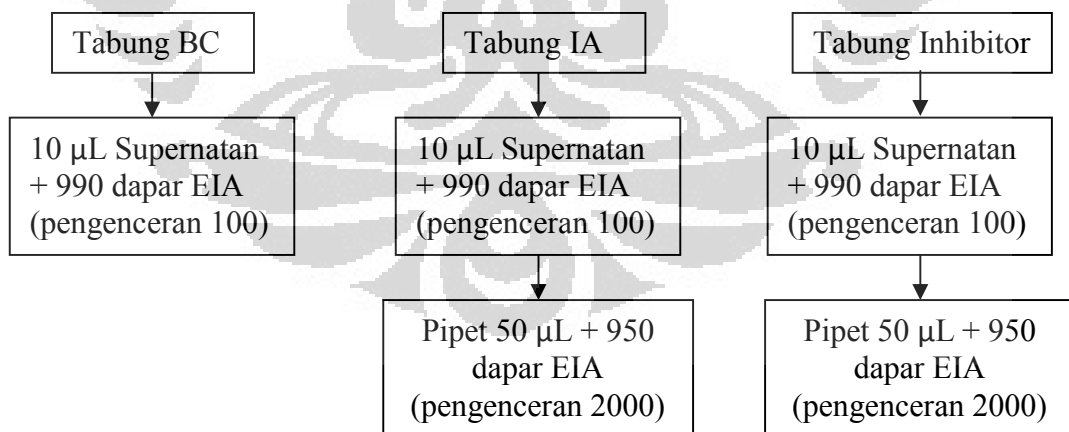 Tabung BC
Tabung IA
Tabung Inhibitor
10 μL Supernatan
+ 990 dapar EIA
(pengenceran 100)
10 μL Supernatan
+ 990 dapar EIA
(pengenceran 100)
10 μL Supernatan
+ 990 dapar EIA
(pengenceran 100)
Pipet 50 μL + 950
dapar EIA
(pengenceran 2000)
Pipet 50 μL + 950
dapar EIA
(pengenceran 2000)